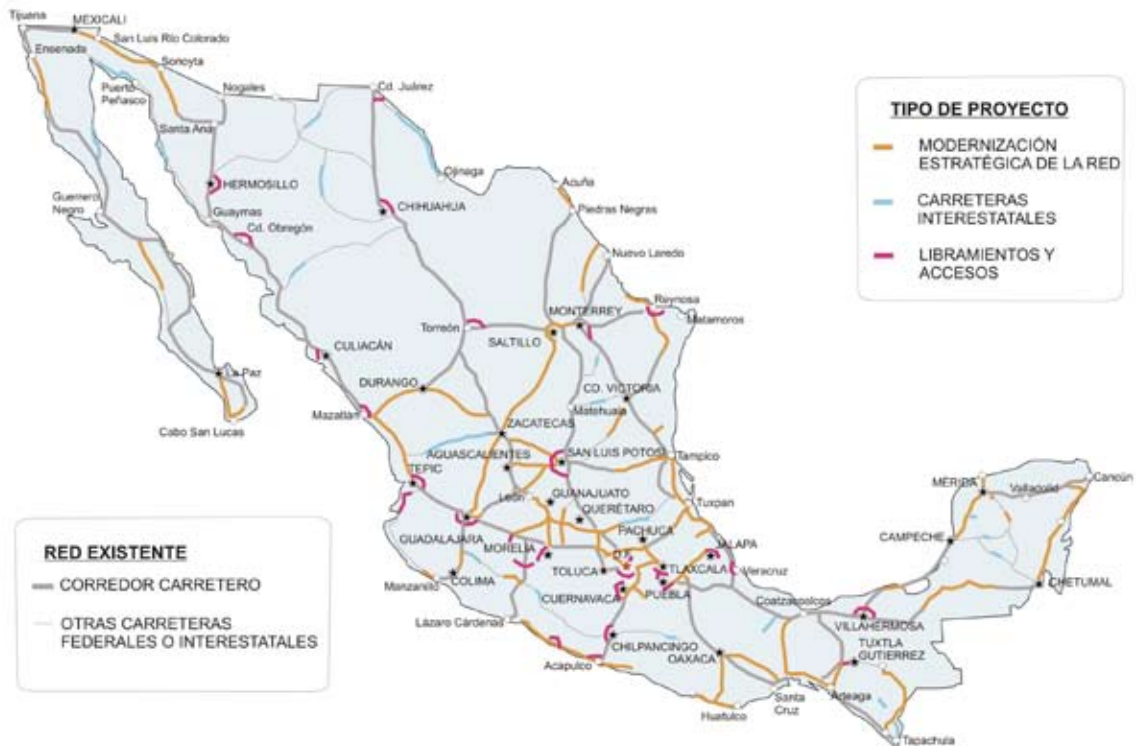 Tijuana
MEXICALI
San Luis Río Colorado
Ensenada
Sonoyta
Puerto
Peñasco
Nogales
Cd. Juárez
Santa Ana
Ojinaga
HERMOSILLO
CHIHUAHUA
Acuña
Guerrero
Negro
Guaymas
Piedras Negras
Cd. Obregón
Nuevo Laredo
Reynosa
MONTERREY
Matamoros
Torreón
SALTILLO
CULIACÁN
La Paz
DURANGO
CD. VICTORIA
Mazatlán
Matehuala
Cabo San Lucas
ZACATECAS
AGUASCALIENTES
SAN LUIS POTOSÍ
Tampico
TEPIC
León
GUANAJUATO
Tuxpan
QUERÉTARO
GUADALAJARA
PACHUCA
MORELIA
D.F.
JALAPA
TOLUCA
TLAXCALA
Veracruz
Manzanillo
COLIMA
CUERNAVACA
PUEBLA
Coatzacoalcos
Lázaro Cárdenas
CHILPANCINGO
Acapulco
OAXACA
Huatulco
Santa
Cruz
Arteaga
Tapachula
TUXTLA
GUTIERREZ
VILLAHERMOSA
MÉRIDA
Valladolid
Cancún
CAMPECHE
CHETUMAL
TIPO DE PROYECTO
MODERNIZACIÓN
ESTRATÉGICA DE LA RED
CARRETERAS
INTERESTATALES
LIBRAMIENTOS Y
ACCESOS
RED EXISTENTE
CORREDOR CARRETERO
OTRAS CARRETERAS
FEDERALES O INTERESTATALES